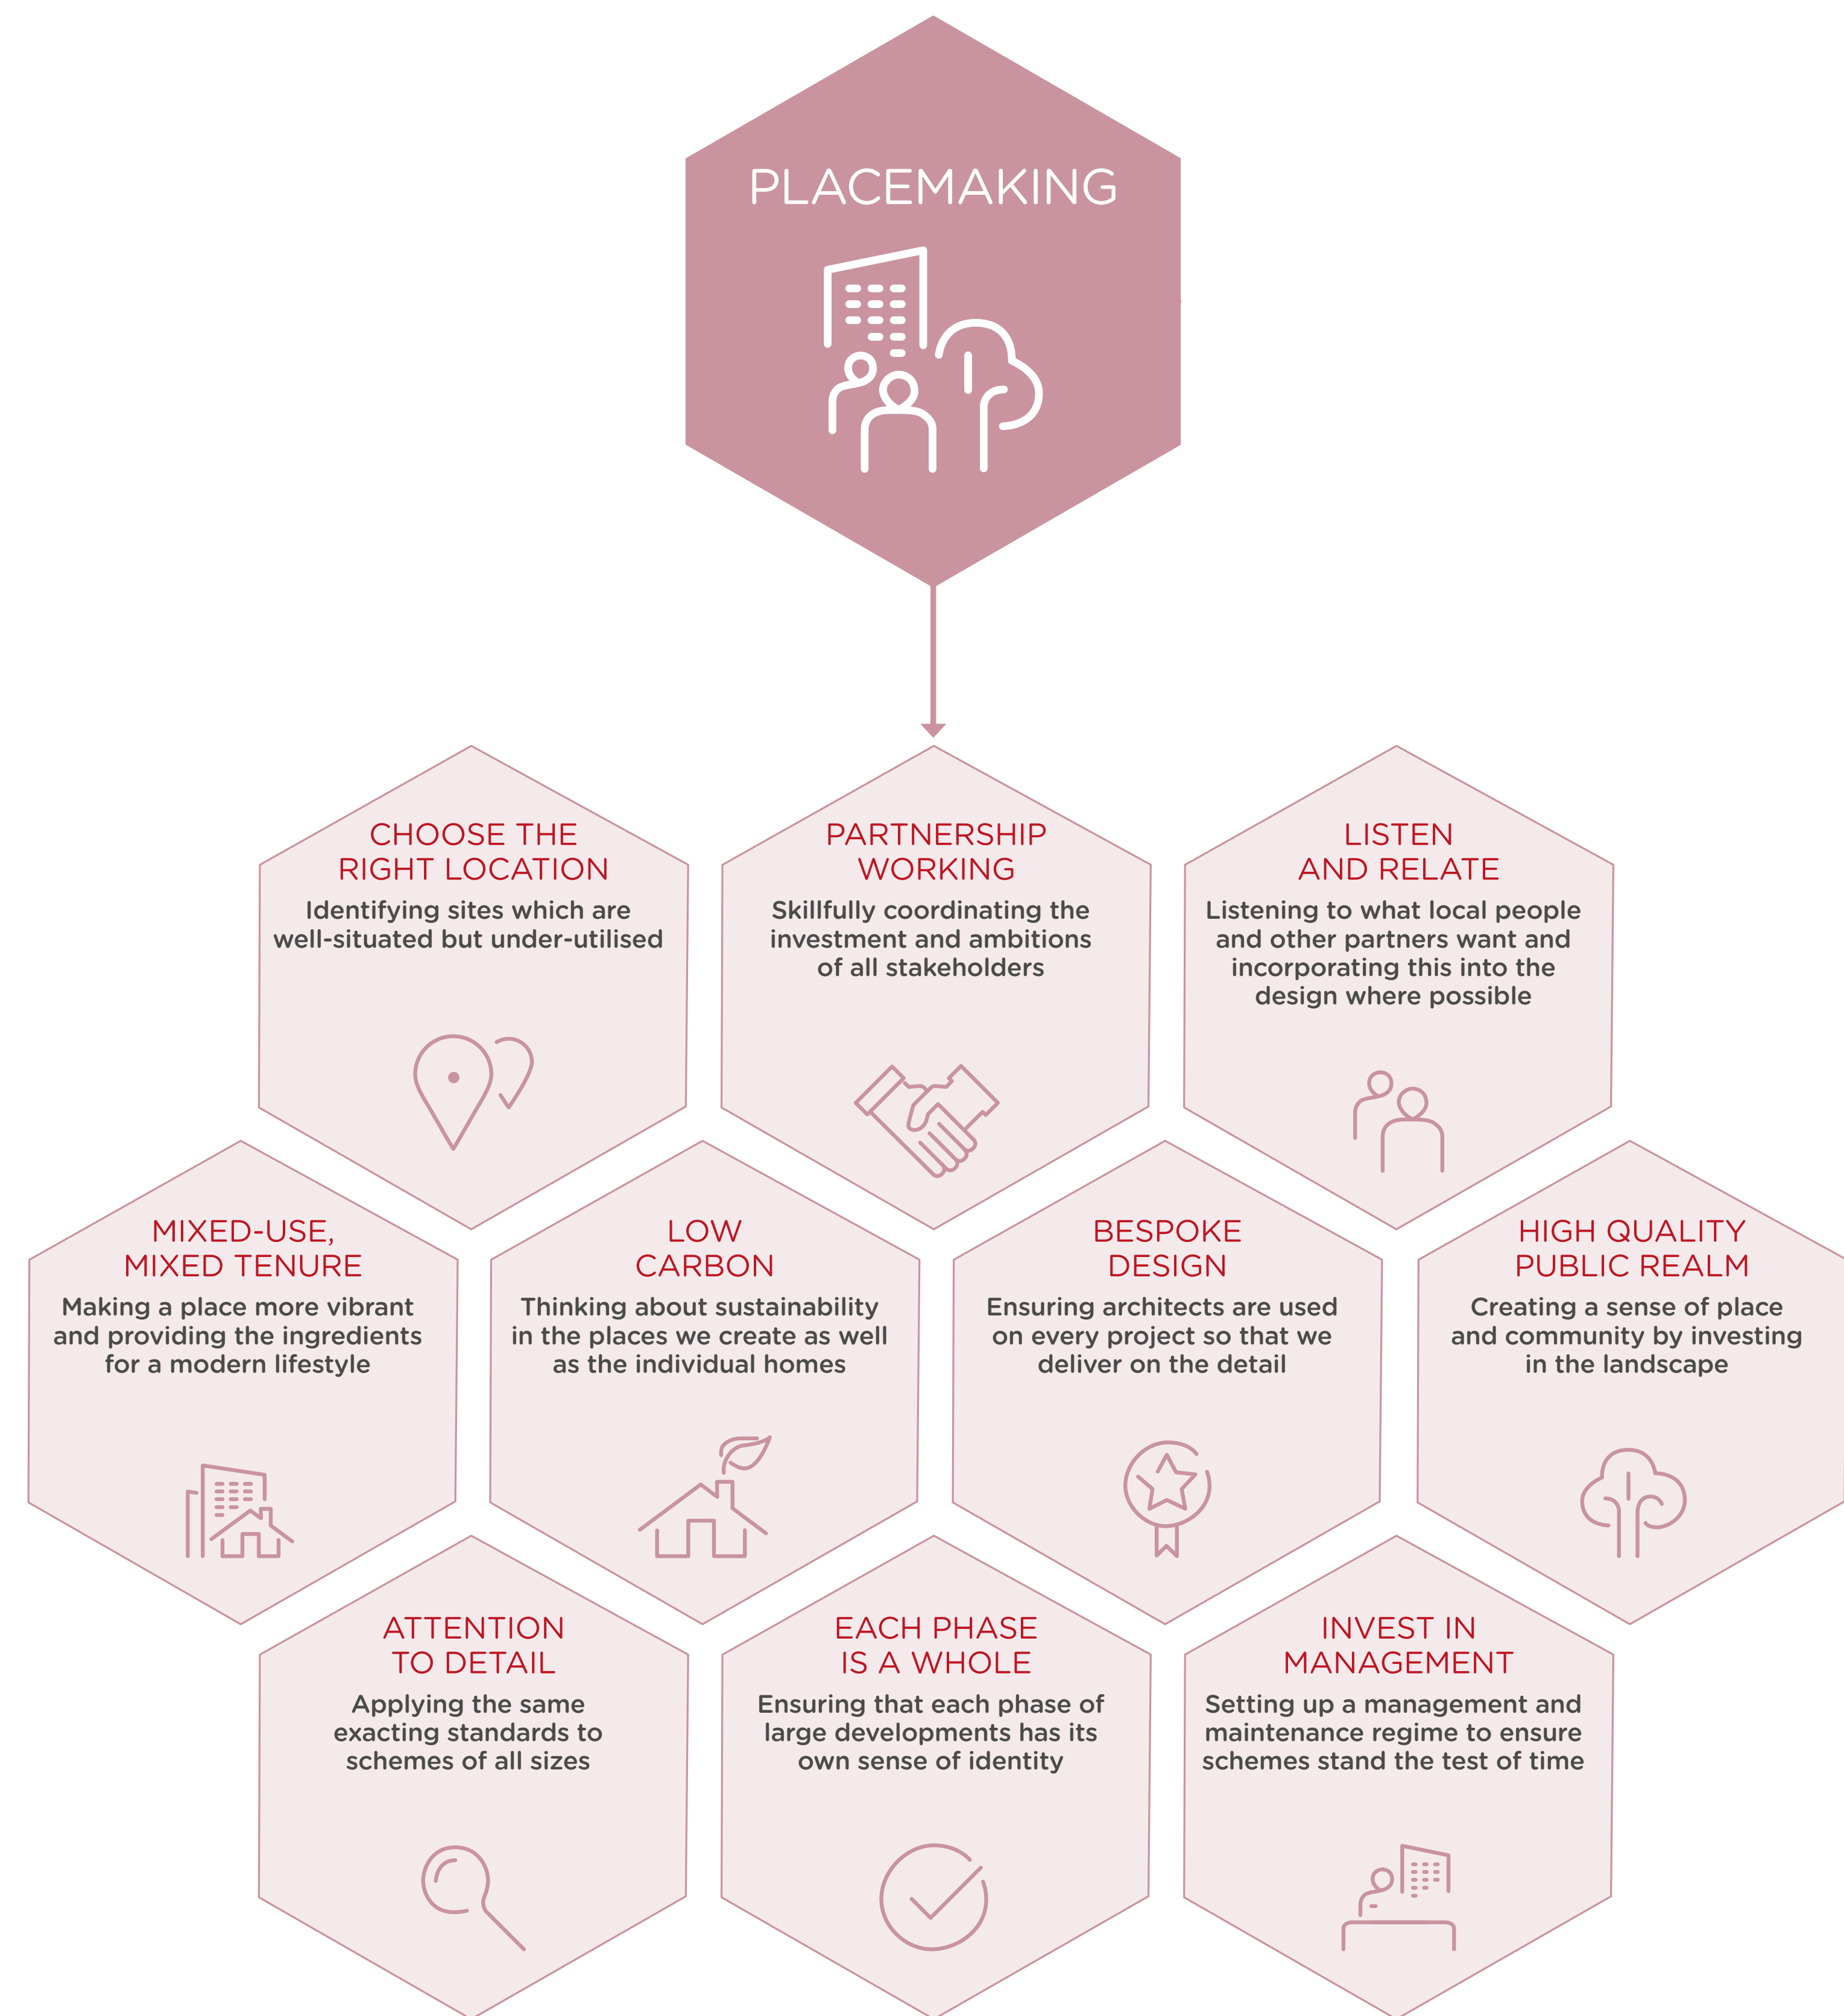 PLACEMAKING
CHOOSE THE
RIGHT LOCATION
Identifying sites which are
well-situated but under-utilised
PARTNERSHIP
WORKING
Skillfully coordinating the
investment and ambitions
of all stakeholders
LISTEN
AND RELATE
Listening to what local people
and other partners want and
incorporating this into the
design where possible
MIXED-USE,
MIXED TENURE
Making a place more vibrant
and providing the ingredients
for a modern lifestyle
LOW
CARBON
Thinking about sustainability
in the places we create as well
as the individual homes
BESPOKE
DESIGN
Ensuring architects are used
on every project so that we
deliver on the detail
HIGH QUALITY
PUBLIC REALM
Creating a sense of place
and community by investing
in the landscape
ATTENTION
TO DETAIL
Applying the same
exacting standards to
schemes of all sizes
EACH PHASE
IS A WHOLE
Ensuring that each phase of
large developments has its
own sense of identity
INVEST IN
MANAGEMENT
Setting up a management and
maintenance regime to ensure
schemes stand the test of time